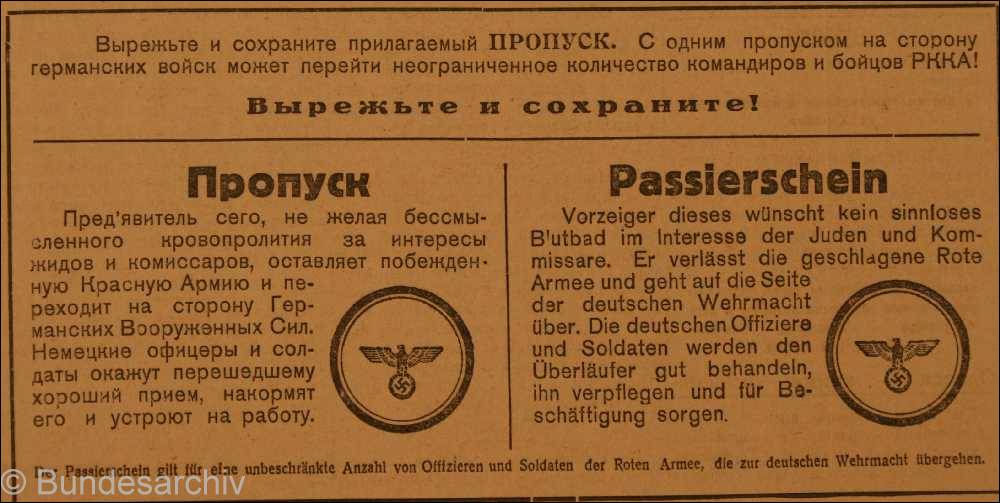 Вырежьте и сохраните прилагаемый ПРОПУСК. С одним пропуском на сторону
германских войск может перейти неограниченное количество командиров и бойцов РККА!
Вырежьте и сохраните!
Пропуск
Пред'явитель сего, не желая бессмы-
сленного кровопролития за интересы
жидов и комиссаров, оставляет побежден-
ную Красную Армию и пе-
реходит на сторону Гер-
манских Вооруженных Сил.
Немецкие офицеры и сол-
даты окажут перешедшему
хороший прием, накормят
его и устроют на работу.
Passierschein
Vorzeiger dieses wünscht kein sinnloses
B'utbad im Interesse der Juden und Kom-
missare. Er verlässt die geschlagene Rote
Armee und geht auf die Seite
der deutschen Wehrmacht
über. Die deutschen Offiziere
und Soldaten werden den
Überläufer gut behandeln,
ihn verpflegen und für Be-
schäftigung sorgen.
Der Passierschein gilt für eine unbeschränkte Anzahl von Offizieren und Soldaten der Roten Armee, die zur deutschen Wehrmacht übergehen.
© Bundesarchiv